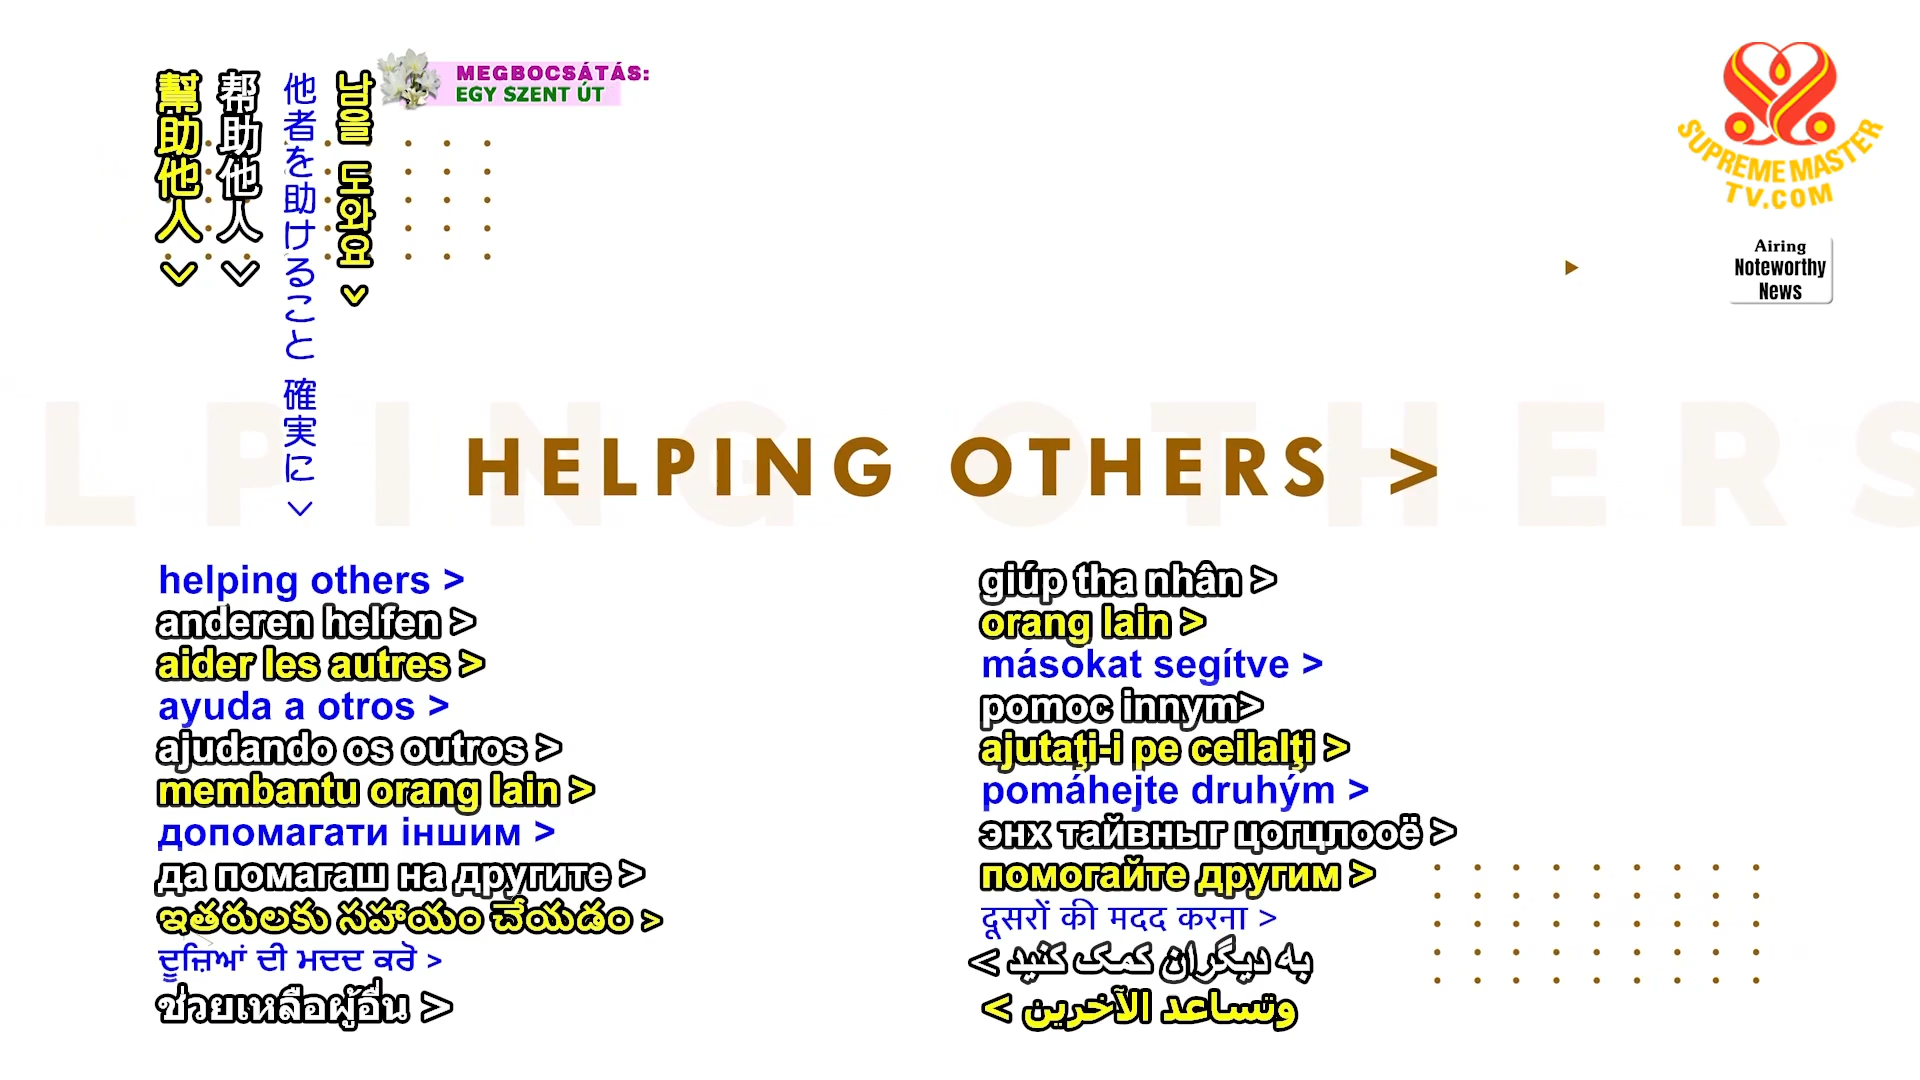 幫助他人 >
帮助他人 >
他者を助けること 確実に >
남을 도와요 >
MEGBOCSÁTÁS:
EGY SZENT ÚT
SUPREME MASTER
TV.COM
Airing
Noteworthy
News
LPING OTHERS
HELPING OTHERS >
helping others >
anderen helfen >
aider les autres >
ayuda a otros >
ajudando os outros >
membantu orang lain >
допомагати іншим >
да помагаш на другите >
ఇతరులకు సహాయం చేయడం >
ਦੂਜ਼ਿਆਂ ਦੀ ਮਦਦ ਕਰੋ >
ช่วยเหลือผู้อื่น >
giúp tha nhân >
orang lain >
másokat segítve >
pomoc innym>
ajutaţi-i pe ceilalţi >
pomáhejte druhým >
энх тайвныг цогцлооё >
помогайте другим >
दूसरों की मदद करना >
به دیگران کمک کنید >
وتساعد الآخرين >